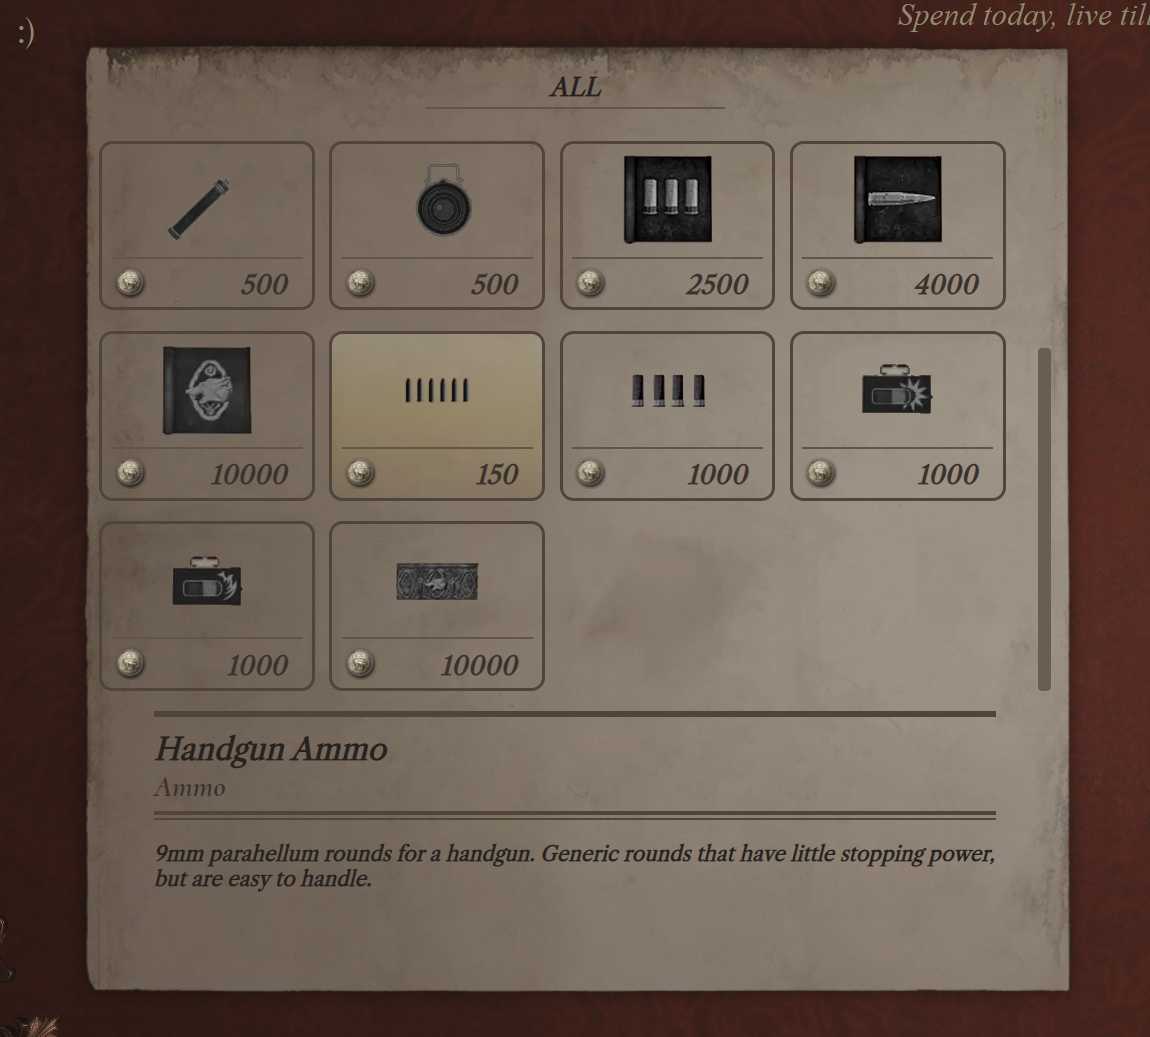 :)
Spend today, live till
ALL
500
500
2500
4000
10000
150
1000
1000
1000
10000
Handgun Ammo
Ammo
9mm parahellum rounds for a handgun. Generic rounds that have little stopping power,
but are easy to handle.